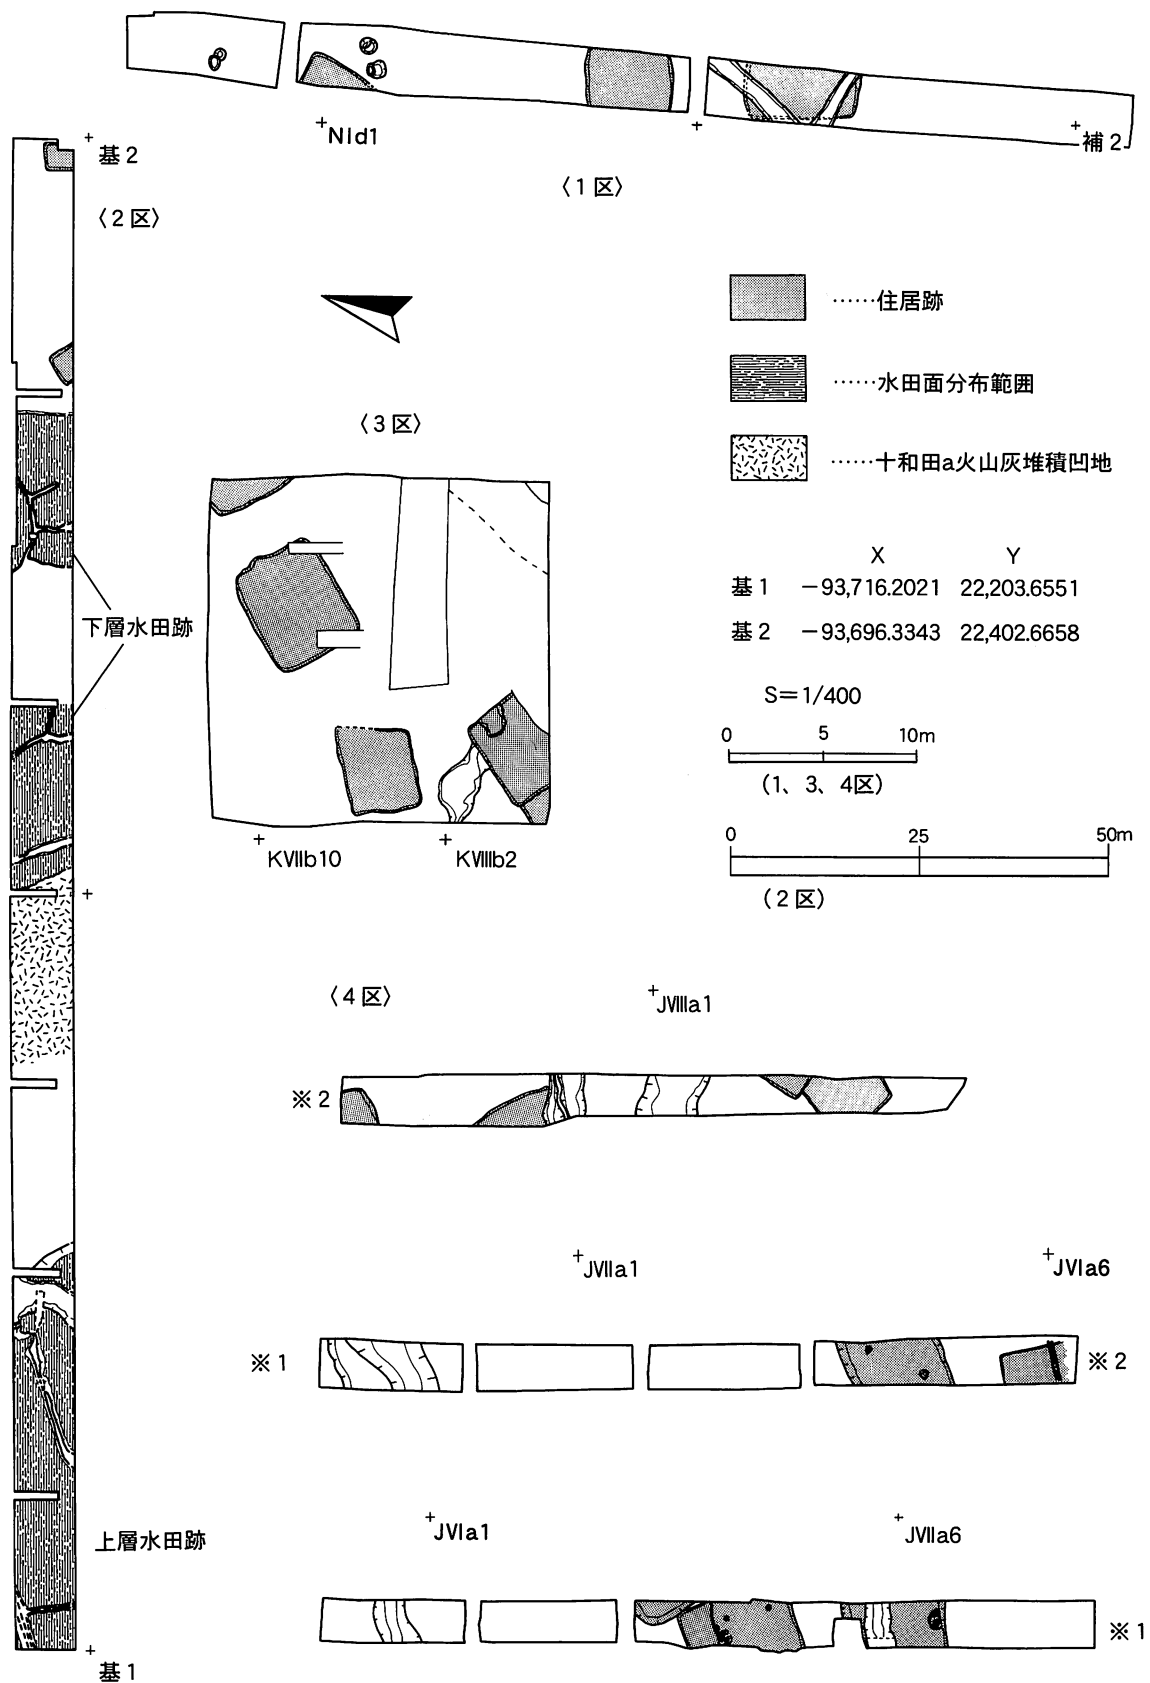 NId1
補2
〈1区〉
基2
〈2区〉
……住居跡
……水田面分布範囲
……十和田a火山灰堆積凹地
〈3区〉
X Y
基1 －93,716.2021 22,203.6551
基2 －93,696.3343 22,402.6658
下層水田跡
S＝1/400
0 5 10m
(1、3、4区)
0 25 50m
(2区)
KⅦb10 KⅧb2
〈4区〉
JⅧa1
※2
JⅦa1 JⅥa6
※1 ※2
JⅥa1 JⅦa6
上層水田跡
※1
基1